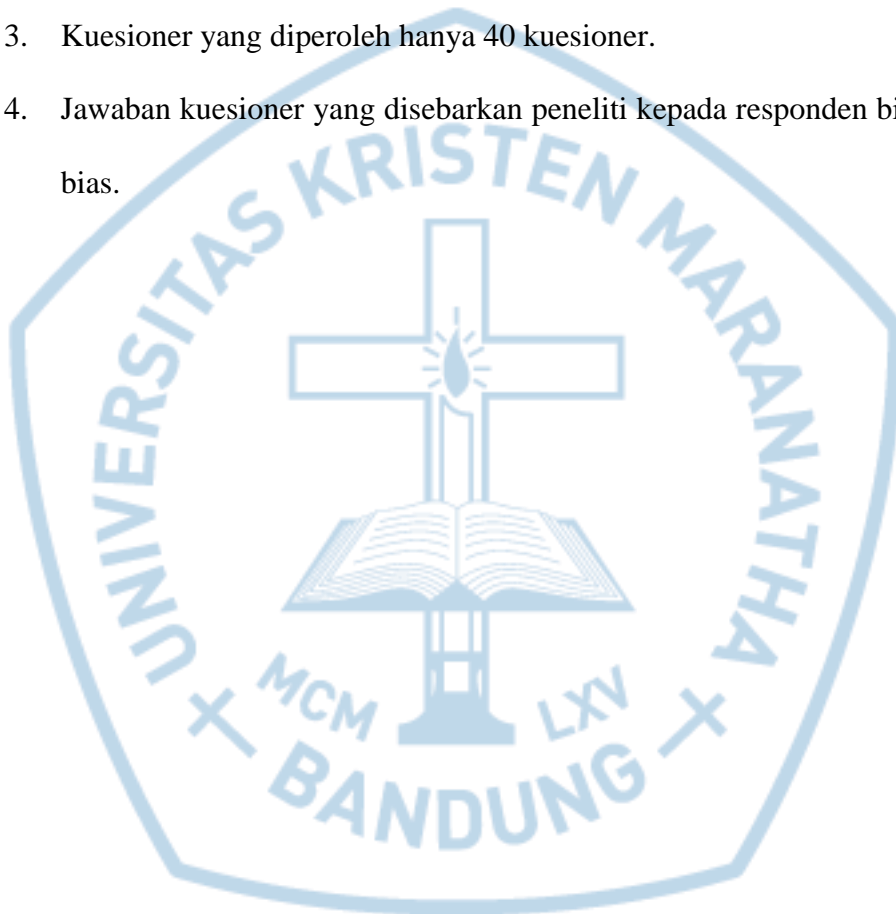 3. Kuesioner yang diperoleh hanya 40 kuesioner.
4. Jawaban kuesioner yang disebarkan peneliti kepada responden
bias.
UNIVERSITAS KRISTEN MARANATHA
MCM LXV
BANDUNG